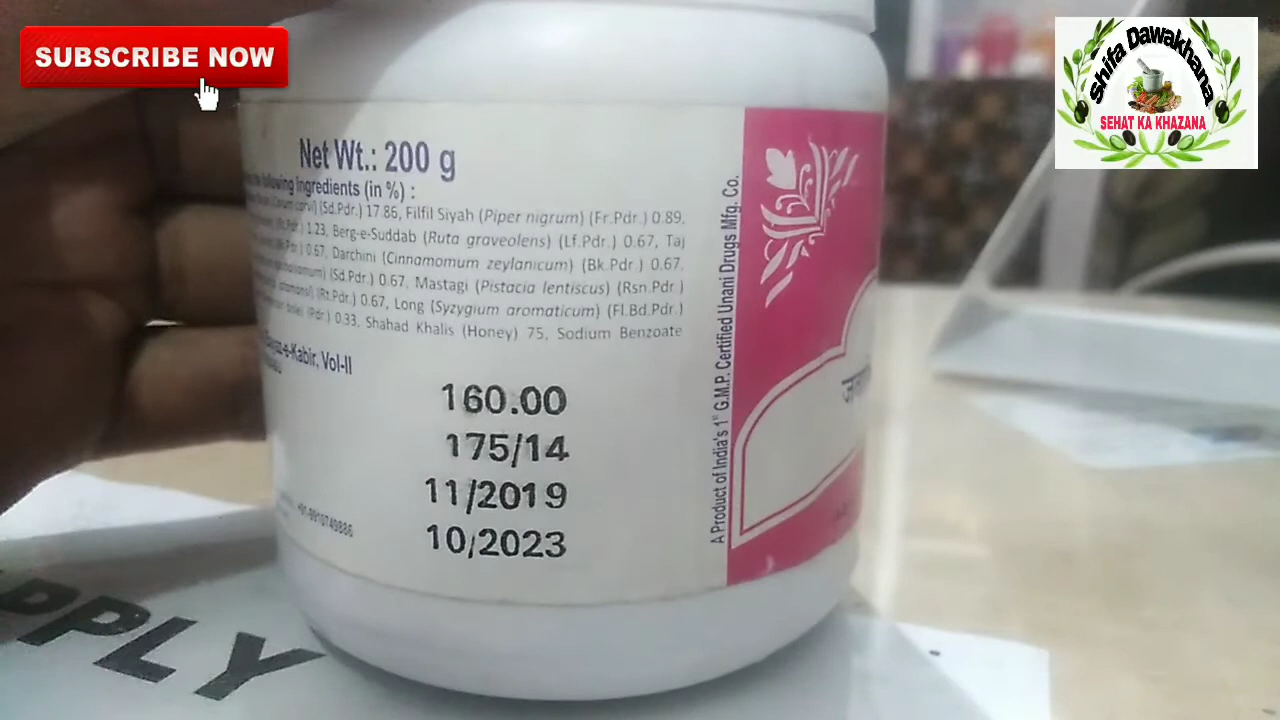 SUBSCRIBE NOW
Shifa Dawakhana
SEHAT KA KHAZANA
Net Wt.: 200 g
following Ingredients (in %) :
(Sd.Pdr.) 17.86, Filfil Siyah (Piper nigrum) (Fr.Pdr.) 0.89,
1.23, Berg-e-Suddab (Ruta graveolens) (Lf.Pdr.) 0.67, Taj
0.67, Darchini (Cinnamomum zeylanicum) (Bk.Pdr.) 0.67,
(Sd.Pdr.) 0.67, Mastagi (Pistacia lentiscus) (Rsn.Pdr.)
(Rt.Pdr.) 0.67, Long (Syzygium aromaticum) (Fl.Bd.Pdr.)
(Pdr.) 0.33, Shahad Khalis (Honey) 75, Sodium Benzoate
-e-Kabir, Vol-II
160.00
175/14
11/2019
10/2023
+91-9910749886
A Product of India's 1st G.M.P. Certified Unani Drugs Mfg. Co.
PPLY